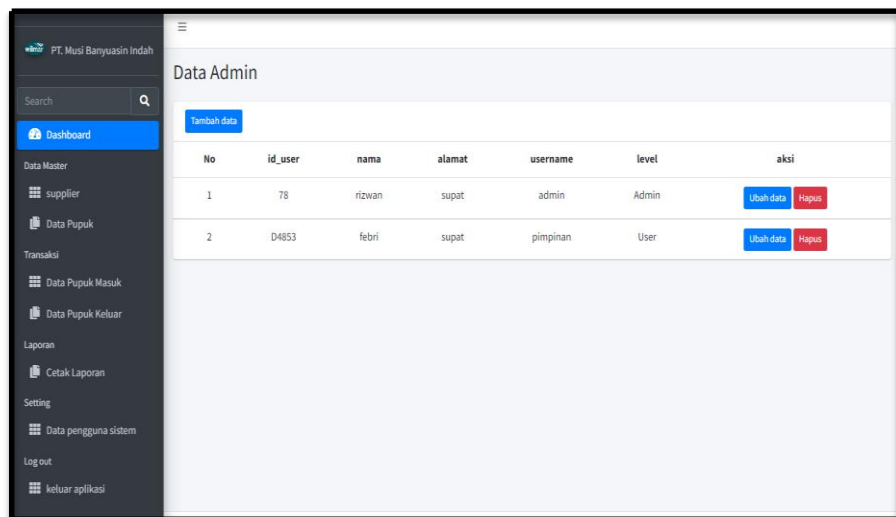 wilmar PT. Musi Banyuasin Indah
Search
Dashboard
Data Master
supplier
Data Pupuk
Transaksi
Data Pupuk Masuk
Data Pupuk Keluar
Laporan
Cetak Laporan
Setting
Data pengguna sistem
Log out
keluar aplikasi
Data Admin
Tambah data
No id_user nama alamat username level aksi
1 78 rizwan supat admin Admin Ubah data Hapus
2 D4853 febri supat pimpinan User Ubah data Hapus